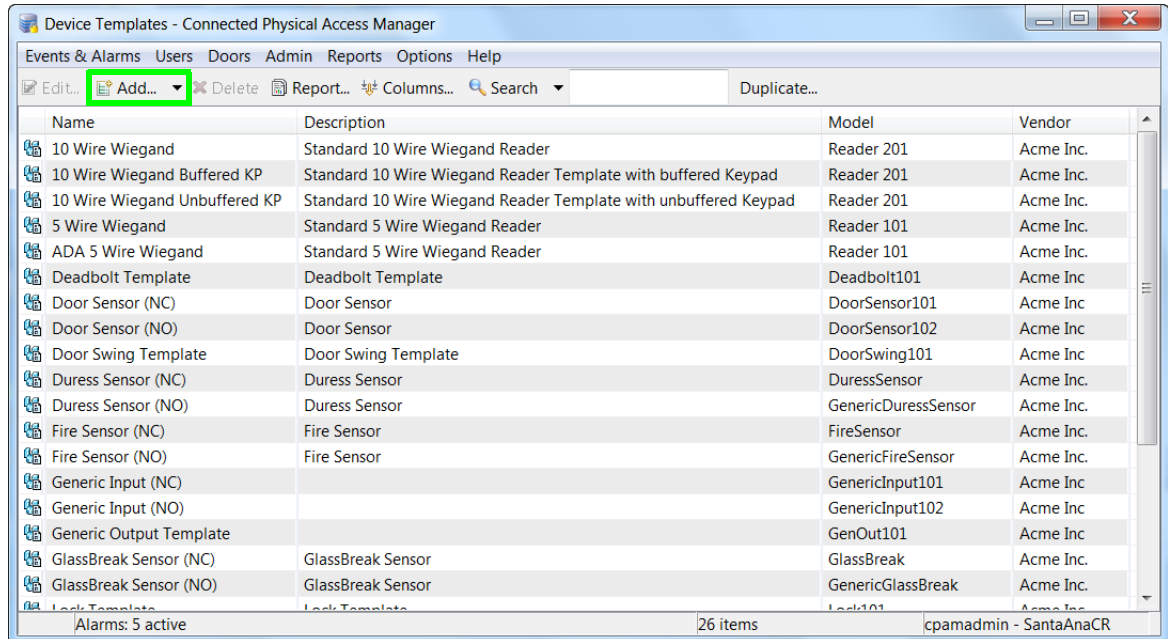 Device Templates - Connected Physical Access Manager
Events & Alarms Users Doors Admin Reports Options Help
Edit... Add... Delete Report... Columns... Search Duplicate...
Name Description Model Vendor
10 Wire Wiegand Standard 10 Wire Wiegand Reader Reader 201 Acme Inc.
10 Wire Wiegand Buffered KP Standard 10 Wire Wiegand Reader Template with buffered Keypad Reader 201 Acme Inc.
10 Wire Wiegand Unbuffered KP Standard 10 Wire Wiegand Reader Template with unbuffered Keypad Reader 201 Acme Inc.
5 Wire Wiegand Standard 5 Wire Wiegand Reader Reader 101 Acme Inc.
ADA 5 Wire Wiegand Standard 5 Wire Wiegand Reader Reader 101 Acme Inc.
Deadbolt Template Deadbolt Template Deadbolt101 Acme Inc
Door Sensor (NC) Door Sensor DoorSensor101 Acme Inc
Door Sensor (NO) Door Sensor DoorSensor102 Acme Inc
Door Swing Template Door Swing Template DoorSwing101 Acme Inc
Duress Sensor (NC) Duress Sensor DuressSensor Acme Inc.
Duress Sensor (NO) Duress Sensor GenericDuressSensor Acme Inc.
Fire Sensor (NC) Fire Sensor FireSensor Acme Inc.
Fire Sensor (NO) Fire Sensor GenericFireSensor Acme Inc.
Generic Input (NC) GenericInput101 Acme Inc
Generic Input (NO) GenericInput102 Acme Inc
Generic Output Template GenOut101 Acme Inc
GlassBreak Sensor (NC) GlassBreak Sensor GlassBreak Acme Inc.
GlassBreak Sensor (NO) GlassBreak Sensor GenericGlassBreak Acme Inc.
Lock Template Lock Template Lock101 Acme Inc
Alarms: 5 active 26 items cpamadmin - SantaAnaCR